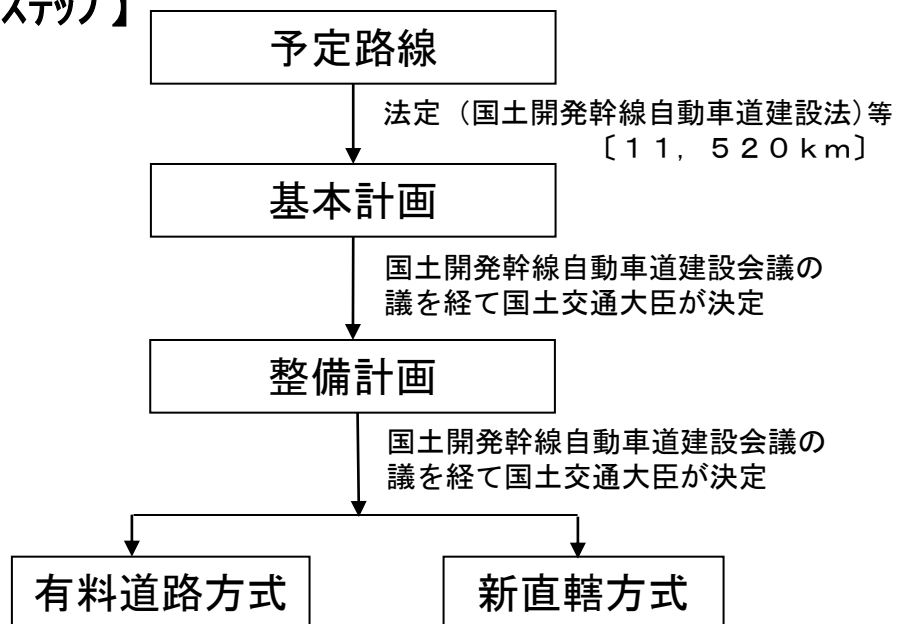 ステップ】
予定路線
法定（国土開発幹線自動車道建設法）等
〔１１，５２０ｋｍ〕
基本計画
国土開発幹線自動車道建設会議の
議を経て国土交通大臣が決定
整備計画
国土開発幹線自動車道建設会議の
議を経て国土交通大臣が決定
有料道路方式
新直轄方式